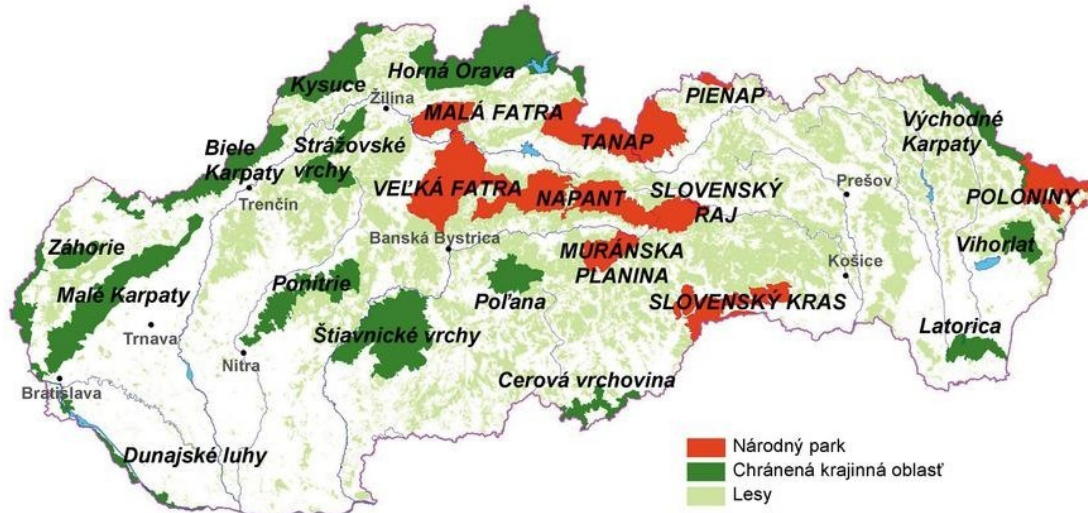 Kysuce
Horná Orava
Žilina
MALÁ FATRA
PIENAP
TANAP
Východné
Karpaty
Biele
Karpaty
Strážovské
vrchy
Trenčín
VEĽKÁ FATRA
NAPANT
SLOVENSKÝ
RAJ
Prešov
POLONINY
Banská Bystrica
Záhorie
Malé Karpaty
Ponitrie
MURÁNSKA
PLANINA
Vihorlat
Košice
Poľana
SLOVENSKÝ KRAS
Štiavnické vrchy
Trnava
Nitra
Latorica
Bratislava
Cerová vrchovina
Dunajské luhy
Národný park
Chránená krajinná oblasť
Lesy